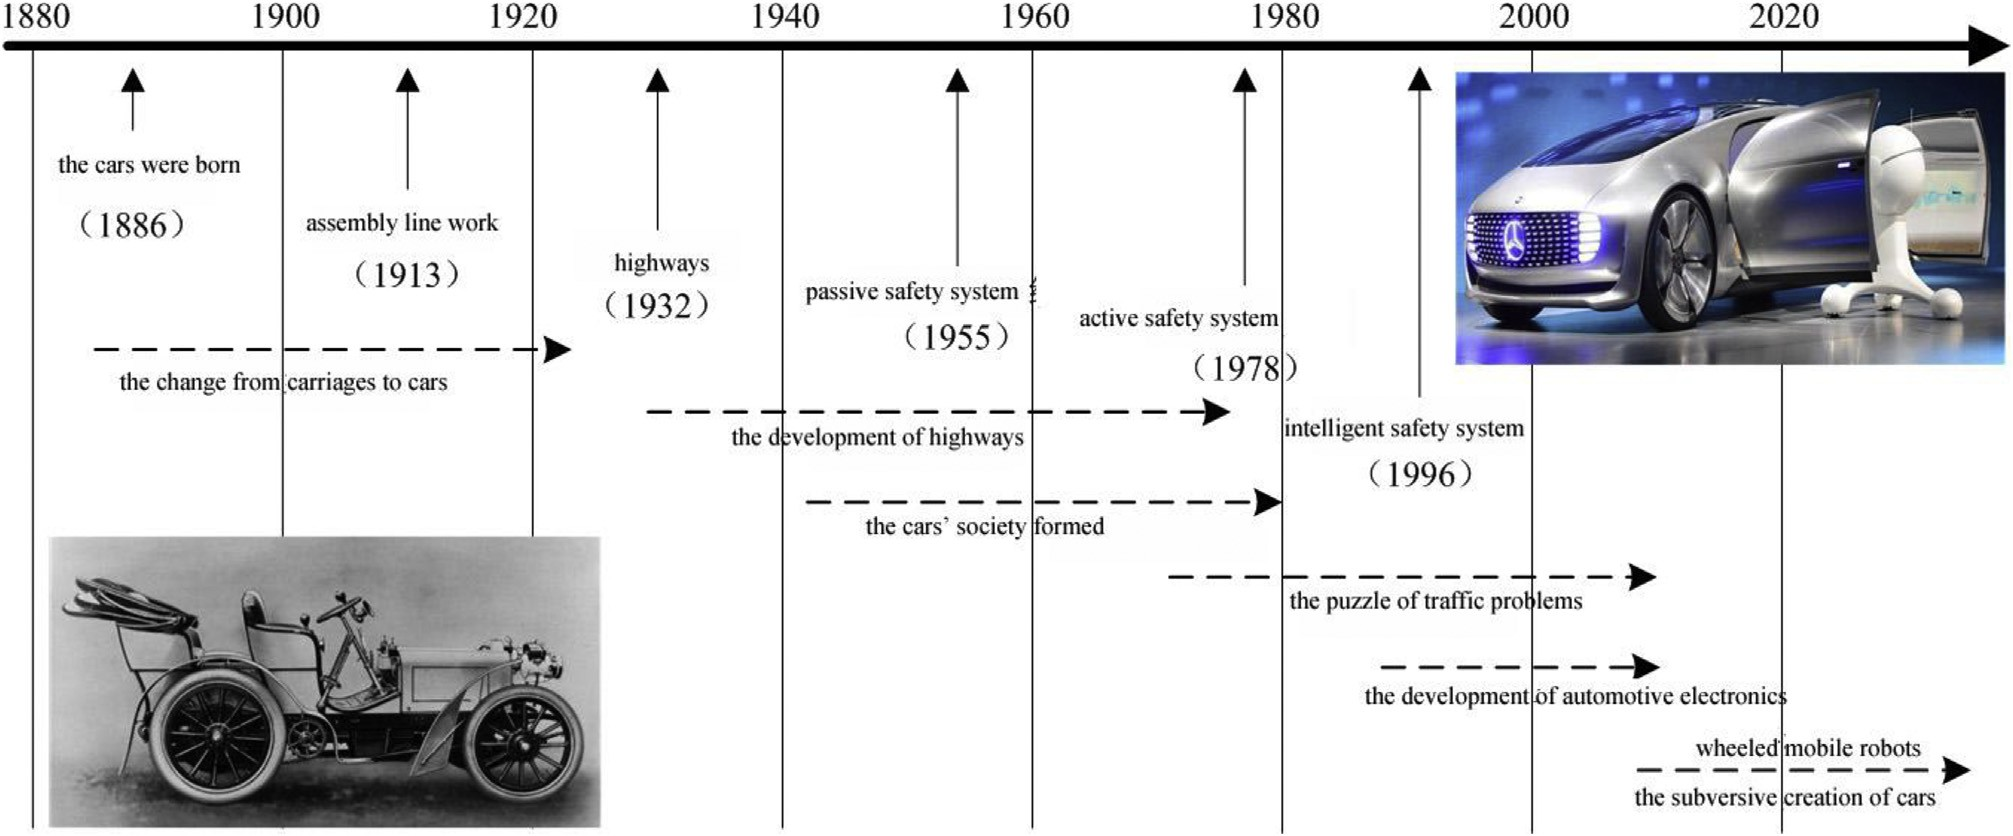 1880 1900 1920 1940 1960 1980 2000 2020
the cars were born
（1886）
assembly line work
（1913）
highways
（1932）
passive safety system
（1955）
active safety system
（1978）
intelligent safety system
（1996）
the change from carriages to cars
the development of highways
the cars’ society formed
the puzzle of traffic problems
the development of automotive electronics
wheeled mobile robots
the subversive creation of cars